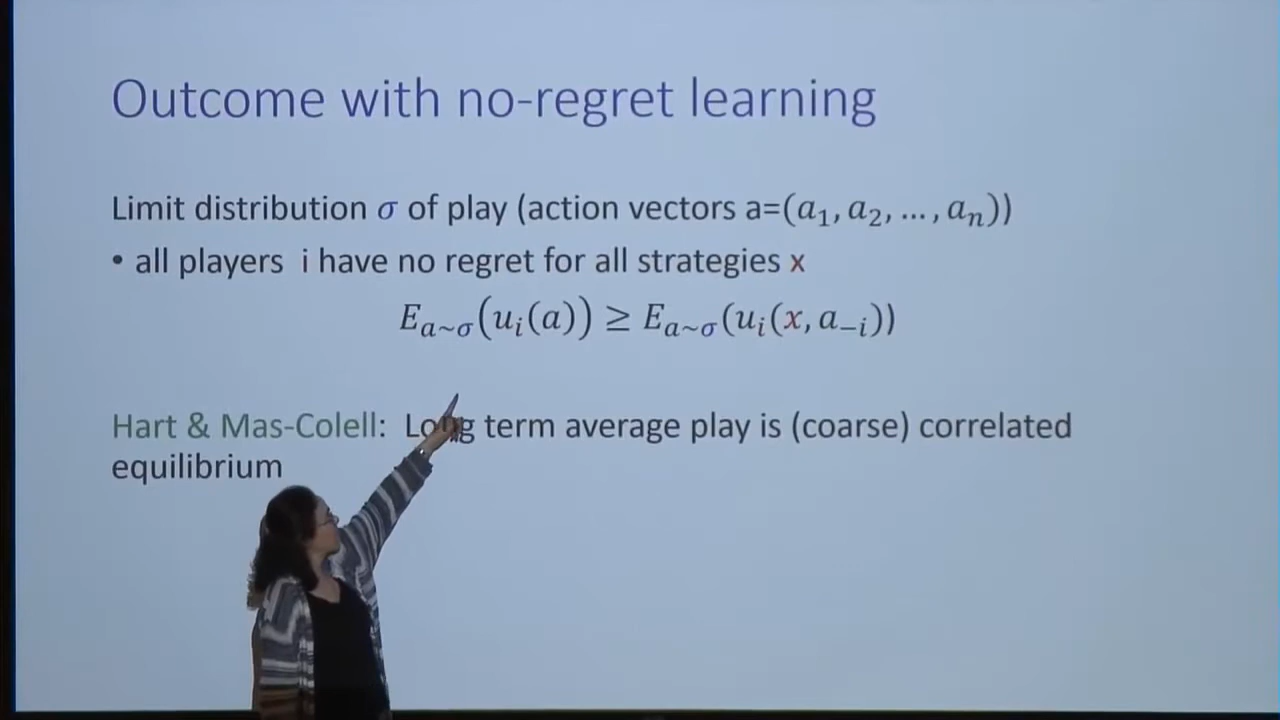 Outcome with no-regret learning
Limit distribution σ of play (action vectors a=(a₁, a₂, …, aₙ))
• all players i have no regret for all strategies x
E_{a~σ}(u_i(a)) ≥ E_{a~σ}(u_i(x, a_{-i}))
Hart & Mas-Colell: Long term average play is (coarse) correlated
equilibrium